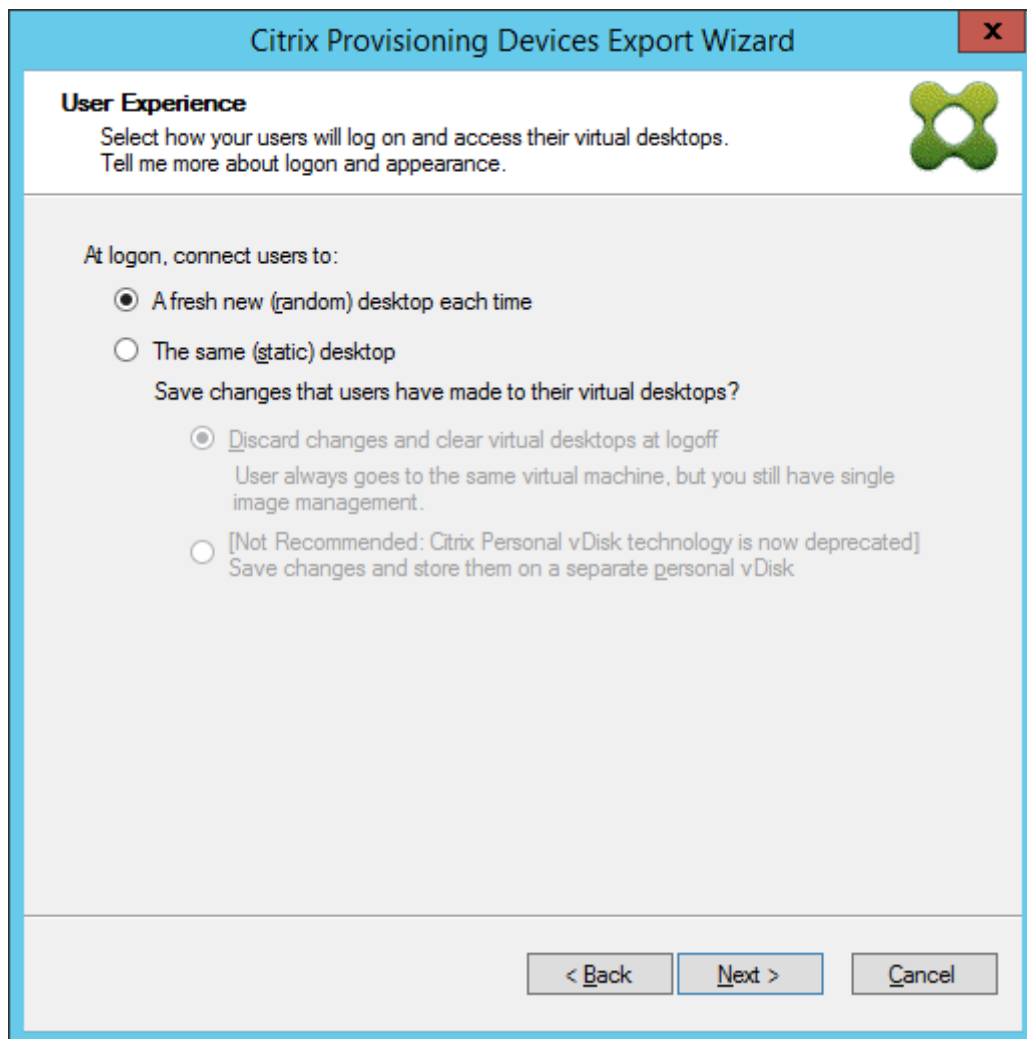 Citrix Provisioning Devices Export Wizard
x
User Experience
Select how your users will log on and access their virtual desktops.
Tell me more about logon and appearance.
At logon, connect users to:
A fresh new (random) desktop each time
The same (static) desktop
Save changes that users have made to their virtual desktops?
Discard changes and clear virtual desktops at logoff
User always goes to the same virtual machine, but you still have single
image management.
[Not Recommended: Citrix Personal vDisk technology is now deprecated]
Save changes and store them on a separate personal vDisk
< Back
Next >
Cancel